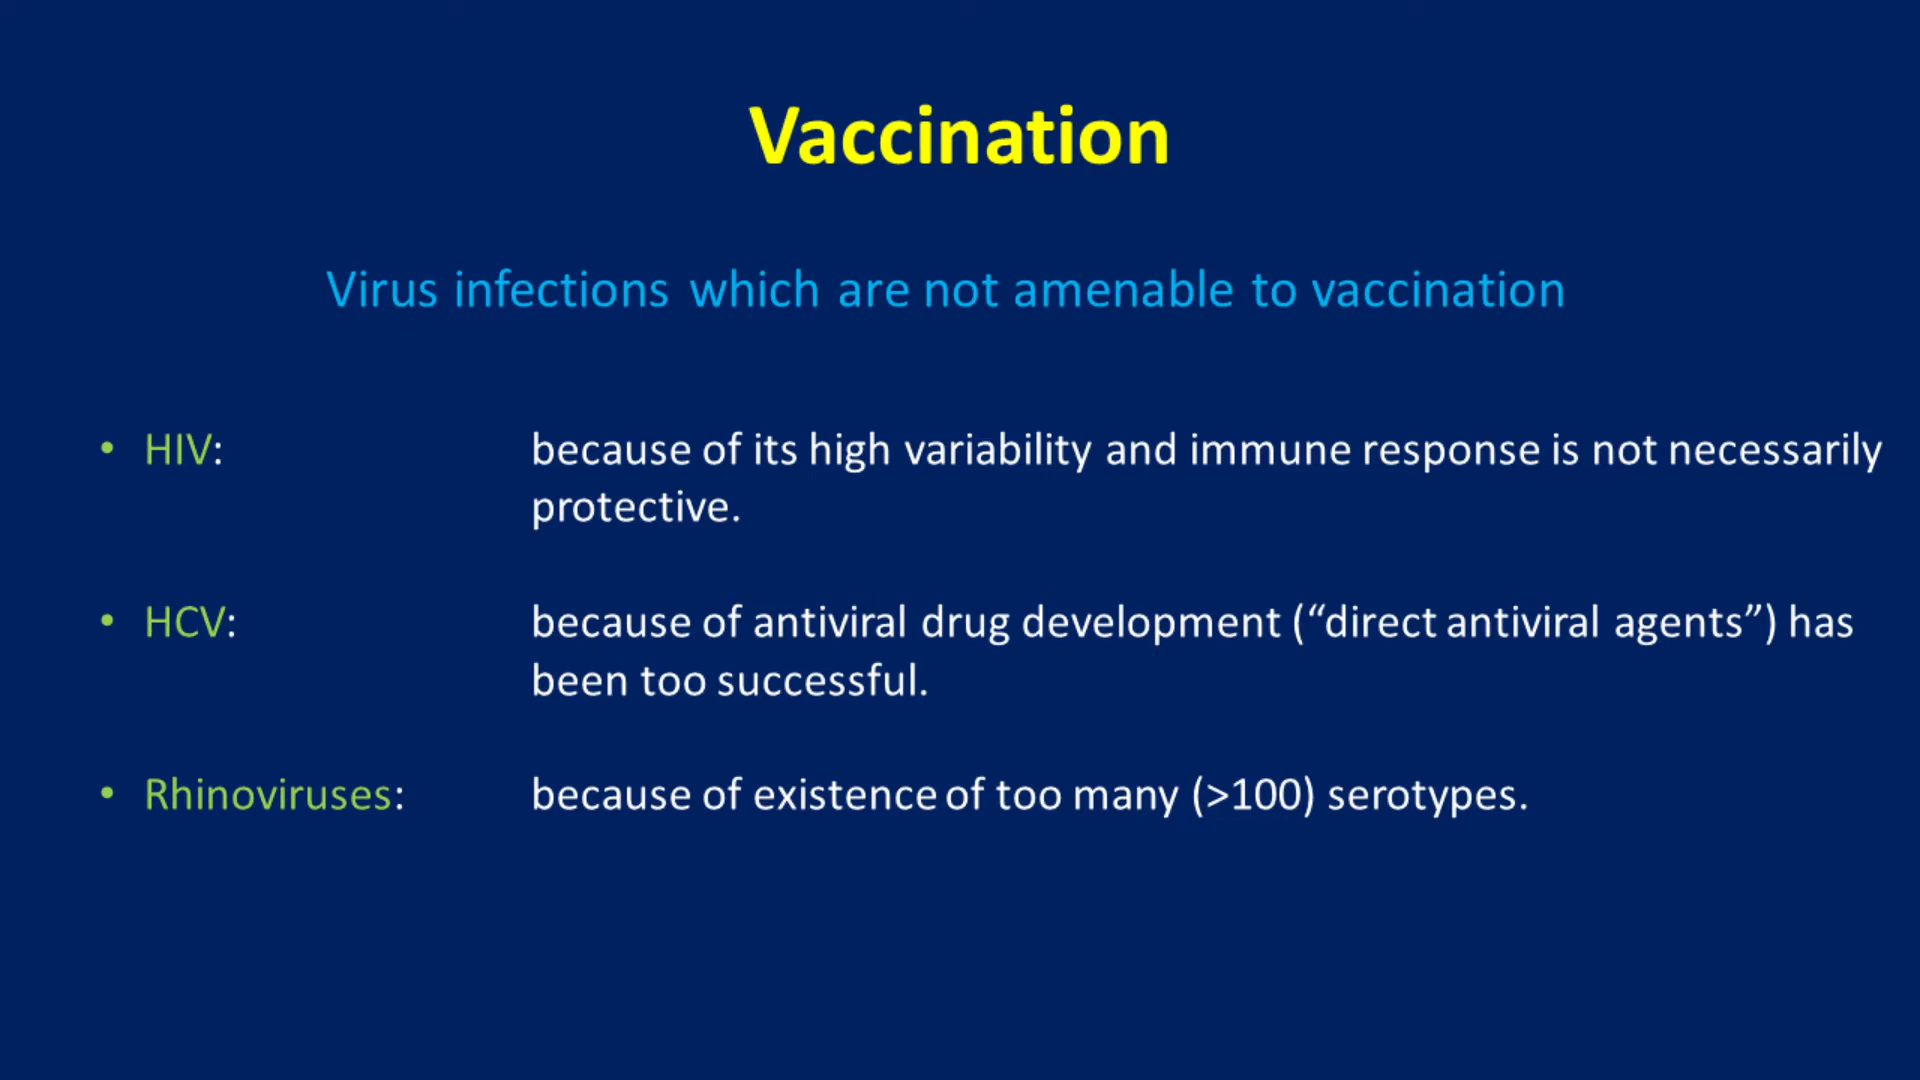 Vaccination
Virus infections which are not amenable to vaccination
• HIV: because of its high variability and immune response is not necessarily
protective.
• HCV: because of antiviral drug development (“direct antiviral agents”) has
been too successful.
• Rhinoviruses: because of existence of too many (>100) serotypes.